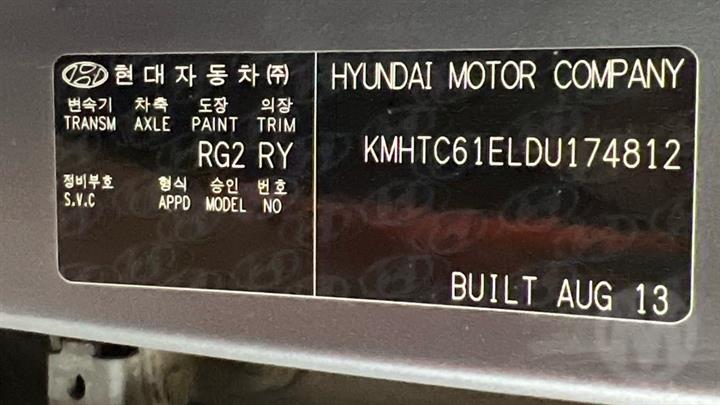 현대자동차㈜
변속기 차축 도장 의장
TRANSM AXLE PAINT TRIM
RG2 RY
정비부호 형식 승인 번호
S.V.C APPD MODEL NO
HYUNDAI MOTOR COMPANY
KMHTC61ELDU174812
BUILT AUG 13